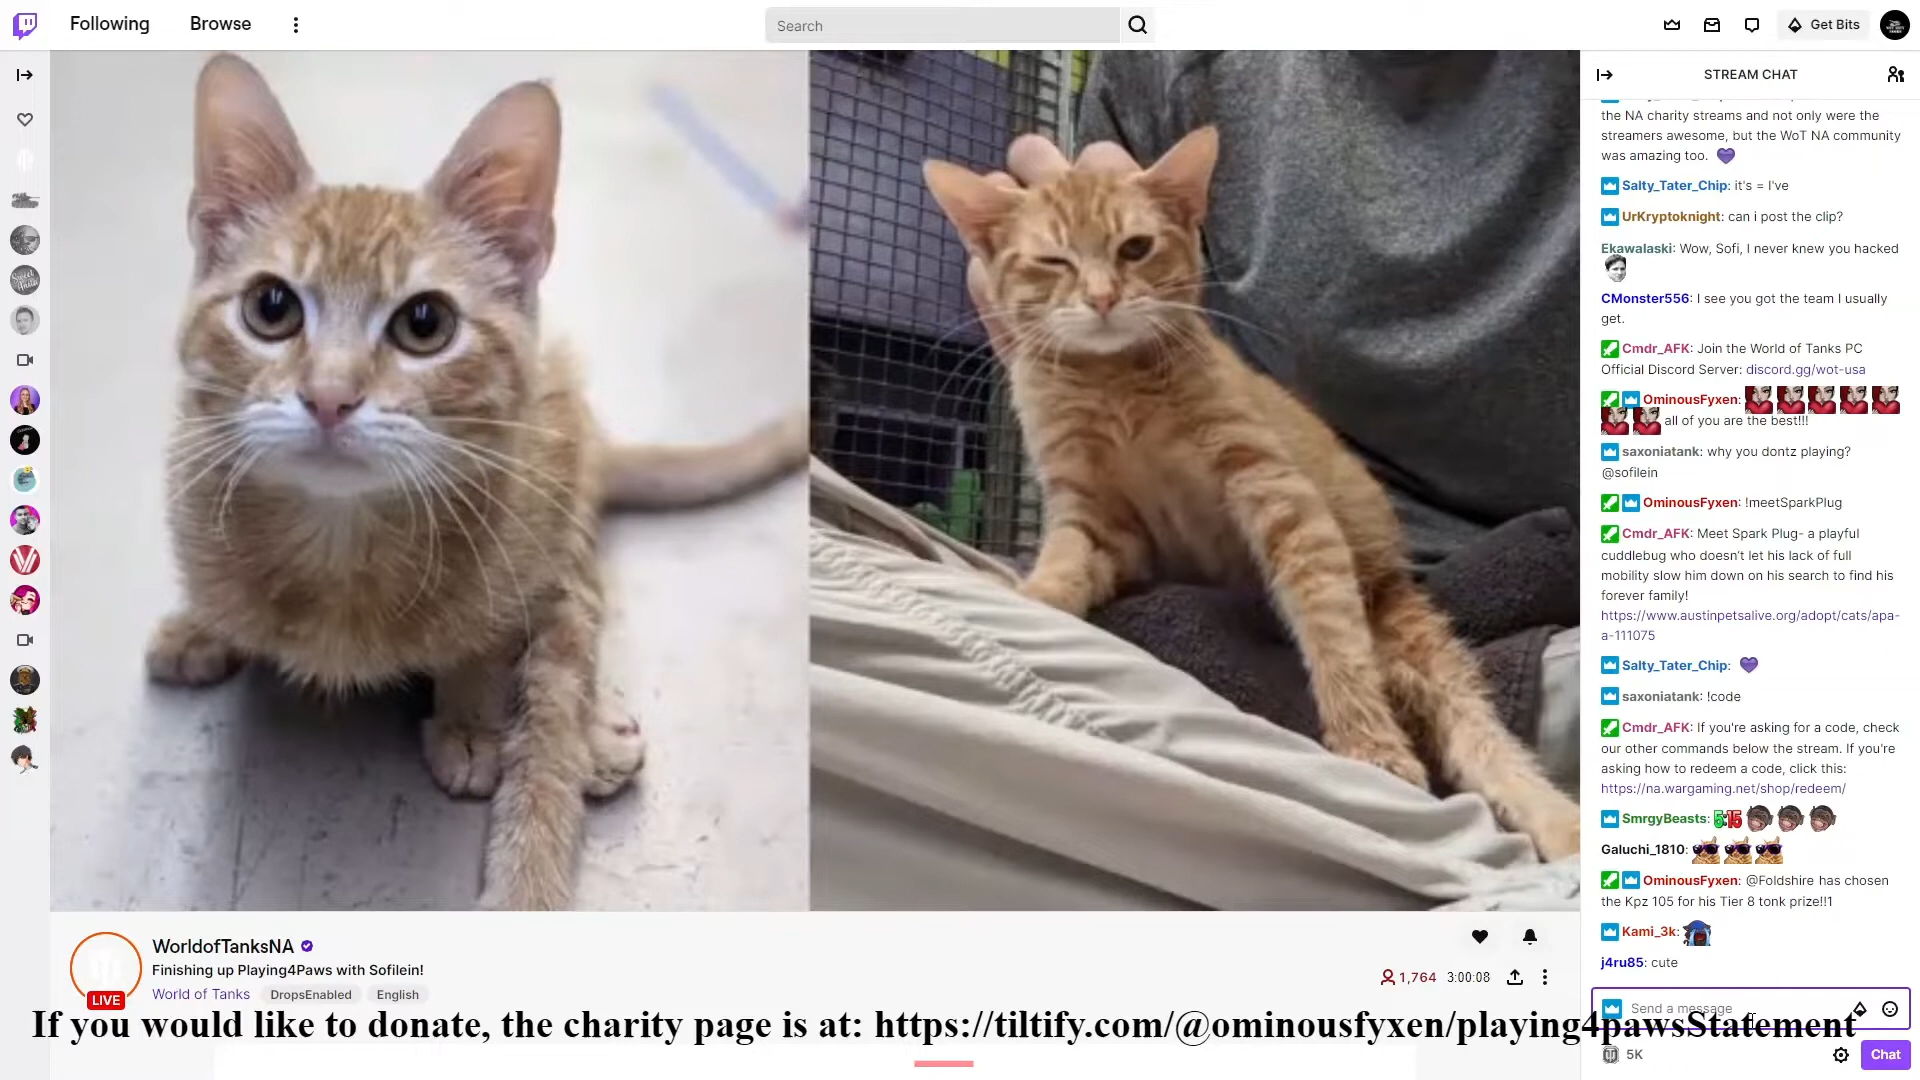 Following
Browse
Search
Get Bits
STREAM CHAT
the NA charity streams and not only were the
streamers awesome, but the WoT NA community
was amazing too.
Salty_Tater_Chip: it's = I've
UrKryptoknight: can i post the clip?
Ekawalaski: Wow, Sofi, I never knew you hacked
CMonster556: I see you got the team I usually
get.
Cmdr_AFK: Join the World of Tanks PC
Official Discord Server: discord.gg/wot-usa
OminousFyxen:
all of you are the best!!!
saxoniatank: why you dontz playing?
@sofilein
OminousFyxen: !meetSparkPlug
Cmdr_AFK: Meet Spark Plug- a playful
cuddlebug who doesn't let his lack of full
mobility slow him down on his search to find his
forever family!
https://www.austinpetsalive.org/adopt/cats/apa-
a-111075
Salty_Tater_Chip:
saxoniatank: !code
Cmdr_AFK: If you're asking for a code, check
our other commands below the stream. If you're
asking how to redeem a code, click this:
https://na.wargaming.net/shop/redeem/
SmrgyBeasts: 5:15
Galuchi_1810:
OminousFyxen: @Foldshire has chosen
the Kpz 105 for his Tier 8 tonk prize!!1
Kami_3k:
j4ru85: cute
Send a message
5K
Chat
WorldofTanksNA
Finishing up Playing4Paws with Sofilein!
World of Tanks DropsEnabled English
LIVE
1,764 3:00:08
If you would like to donate, the charity page is at: https://tiltify.com/@ominousfyxen/playing4pawsStatement